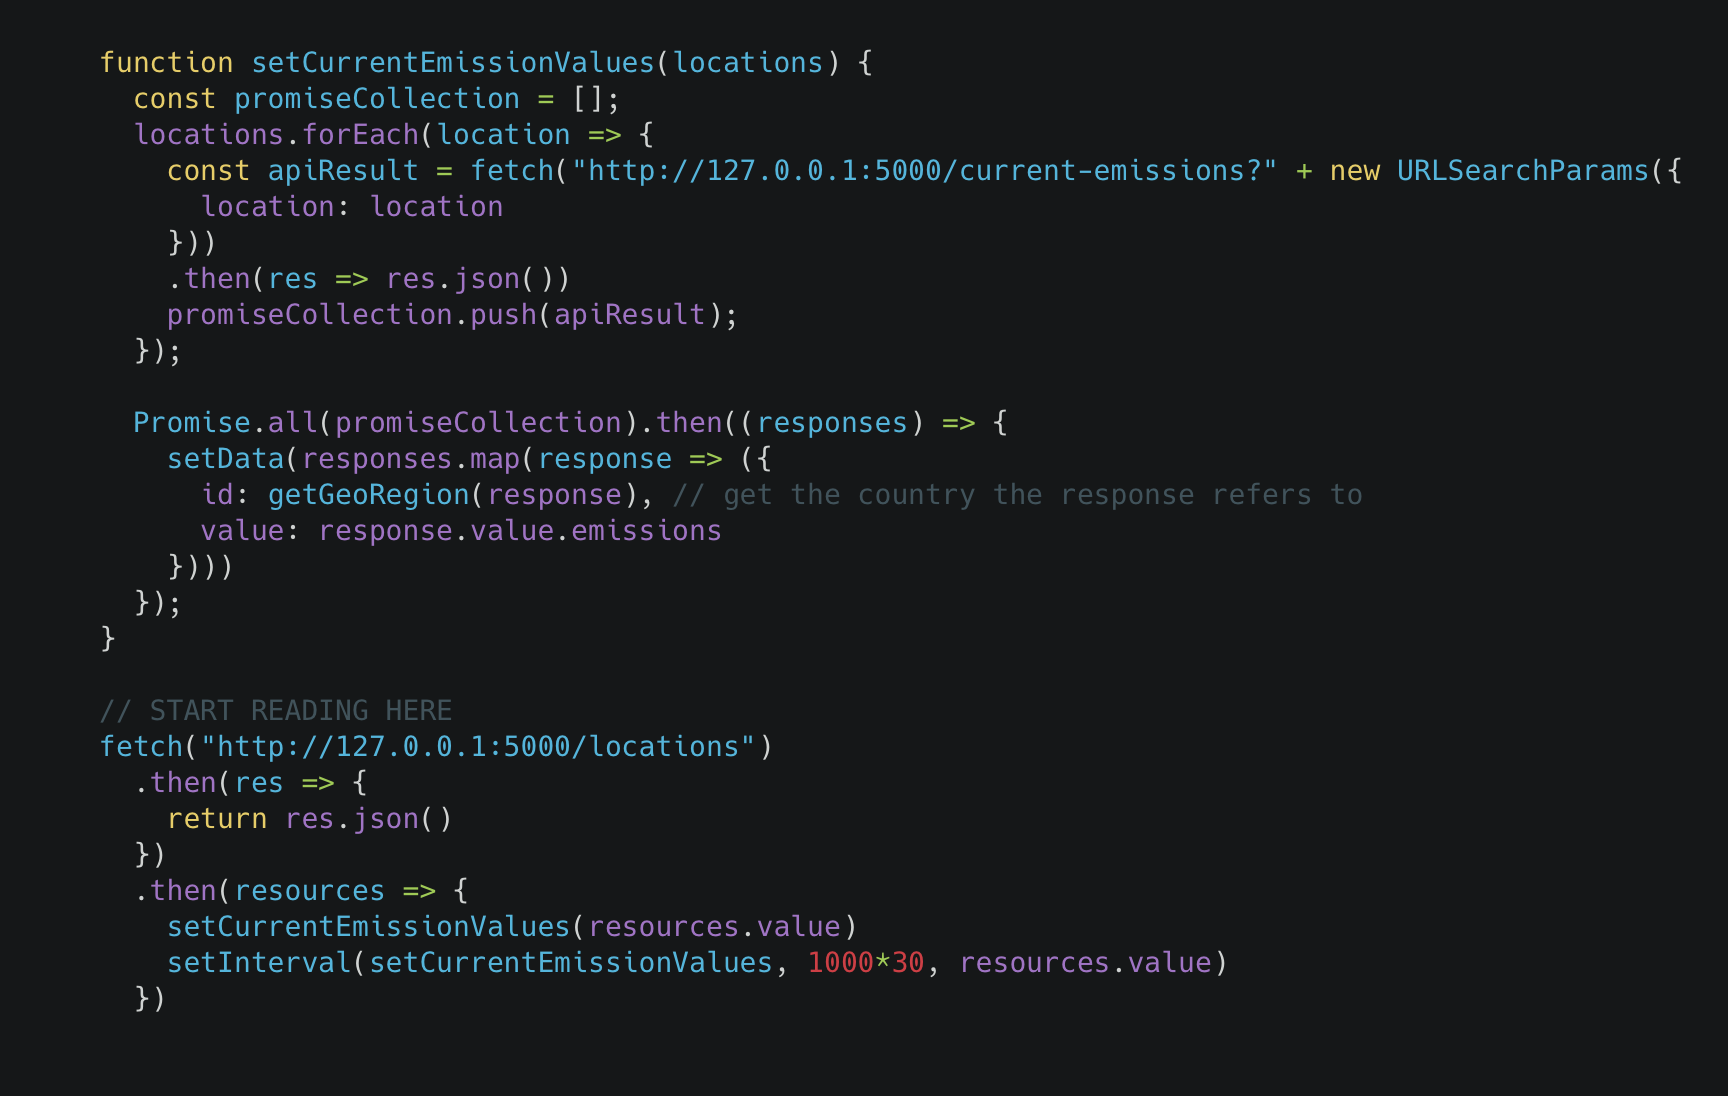 function setCurrentEmissionValues(locations) {
  const promiseCollection = [];
  locations.forEach(location => {
    const apiResult = fetch("http://127.0.0.1:5000/current-emissions?" + new URLSearchParams({
      location: location
    }))
    .then(res => res.json())
    promiseCollection.push(apiResult);
  });

  Promise.all(promiseCollection).then((responses) => {
    setData(responses.map(response => ({
      id: getGeoRegion(response), // get the country the response refers to
      value: response.value.emissions
    })))
  });
}

// START READING HERE
fetch("http://127.0.0.1:5000/locations")
  .then(res => {
    return res.json()
  })
  .then(resources => {
    setCurrentEmissionValues(resources.value)
    setInterval(setCurrentEmissionValues, 1000*30, resources.value)
  })